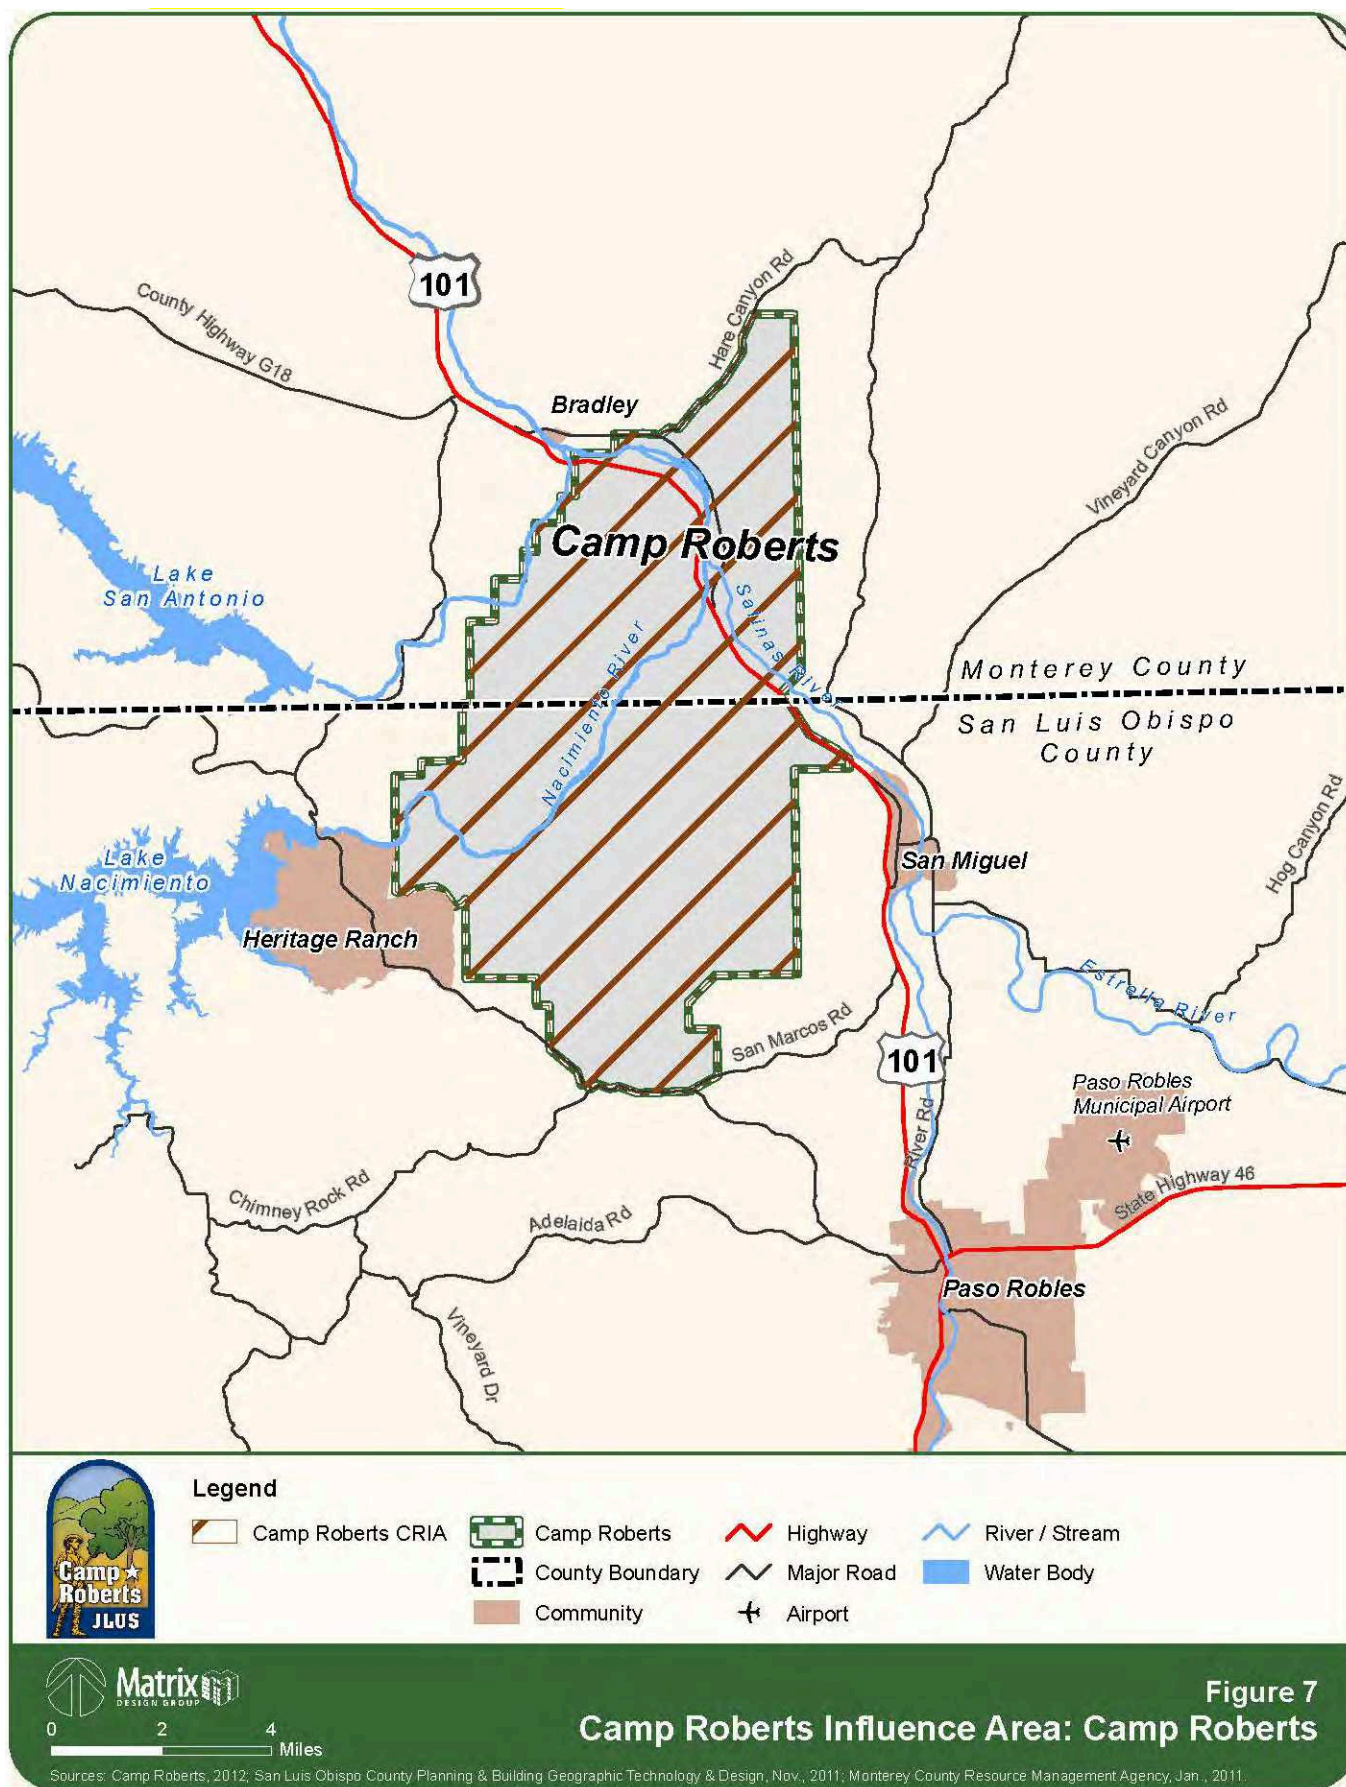 101
County Highway G18
Hare Canyon Rd
Bradley
Vineyard Canyon Rd
Camp Roberts
Lake
San Antonio
Salinas River
Nacimiento River
Monterey County
San Luis Obispo
County
Hog Canyon Rd
Lake
Nacimiento
San Miguel
Heritage Ranch
Estrella River
San Marcos Rd
101
Paso Robles
Municipal Airport
River Rd
State Highway 46
Chimney Rock Rd
Adelaida Rd
Paso Robles
Vineyard Dr
Legend
Camp Roberts CRIA
Camp Roberts
Highway
River / Stream
County Boundary
Major Road
Water Body
Community
Airport
Camp
Roberts
JLUS
Matrix
DESIGN GROUP
0 2 4
Miles
Figure 7
Camp Roberts Influence Area: Camp Roberts
Sources: Camp Roberts, 2012; San Luis Obispo County Planning & Building Geographic Technology & Design, Nov., 2011; Monterey County Resource Management Agency, Jan., 2011.